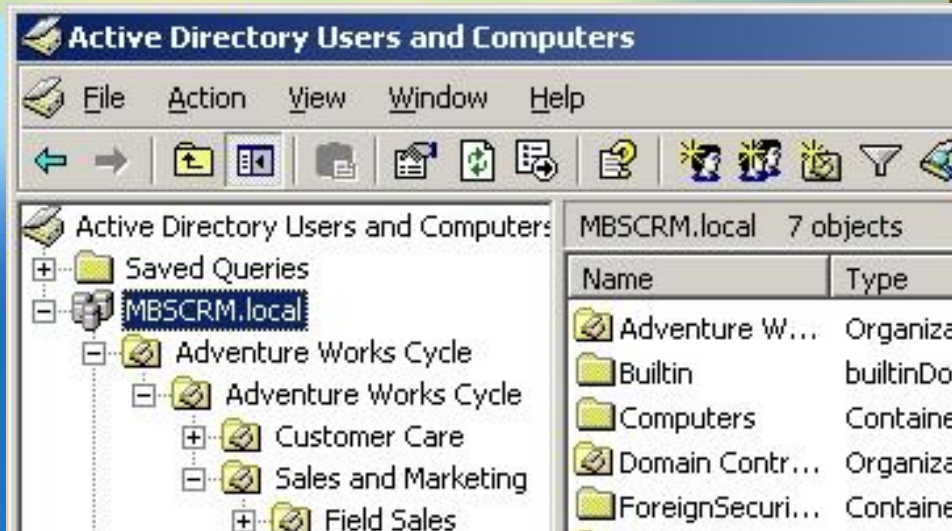 Active Directory Users and Computers
File Action View Window Help
Active Directory Users and Computers
Saved Queries
MBSCRM.local
Adventure Works Cycle
Adventure Works Cycle
Customer Care
Sales and Marketing
Field Sales
MBSCRM.local 7 objects
Name Type
Adventure W... Organiza
Builtin builtinDo
Computers Containe
Domain Contr... Organiza
ForeignSecuri... Containe